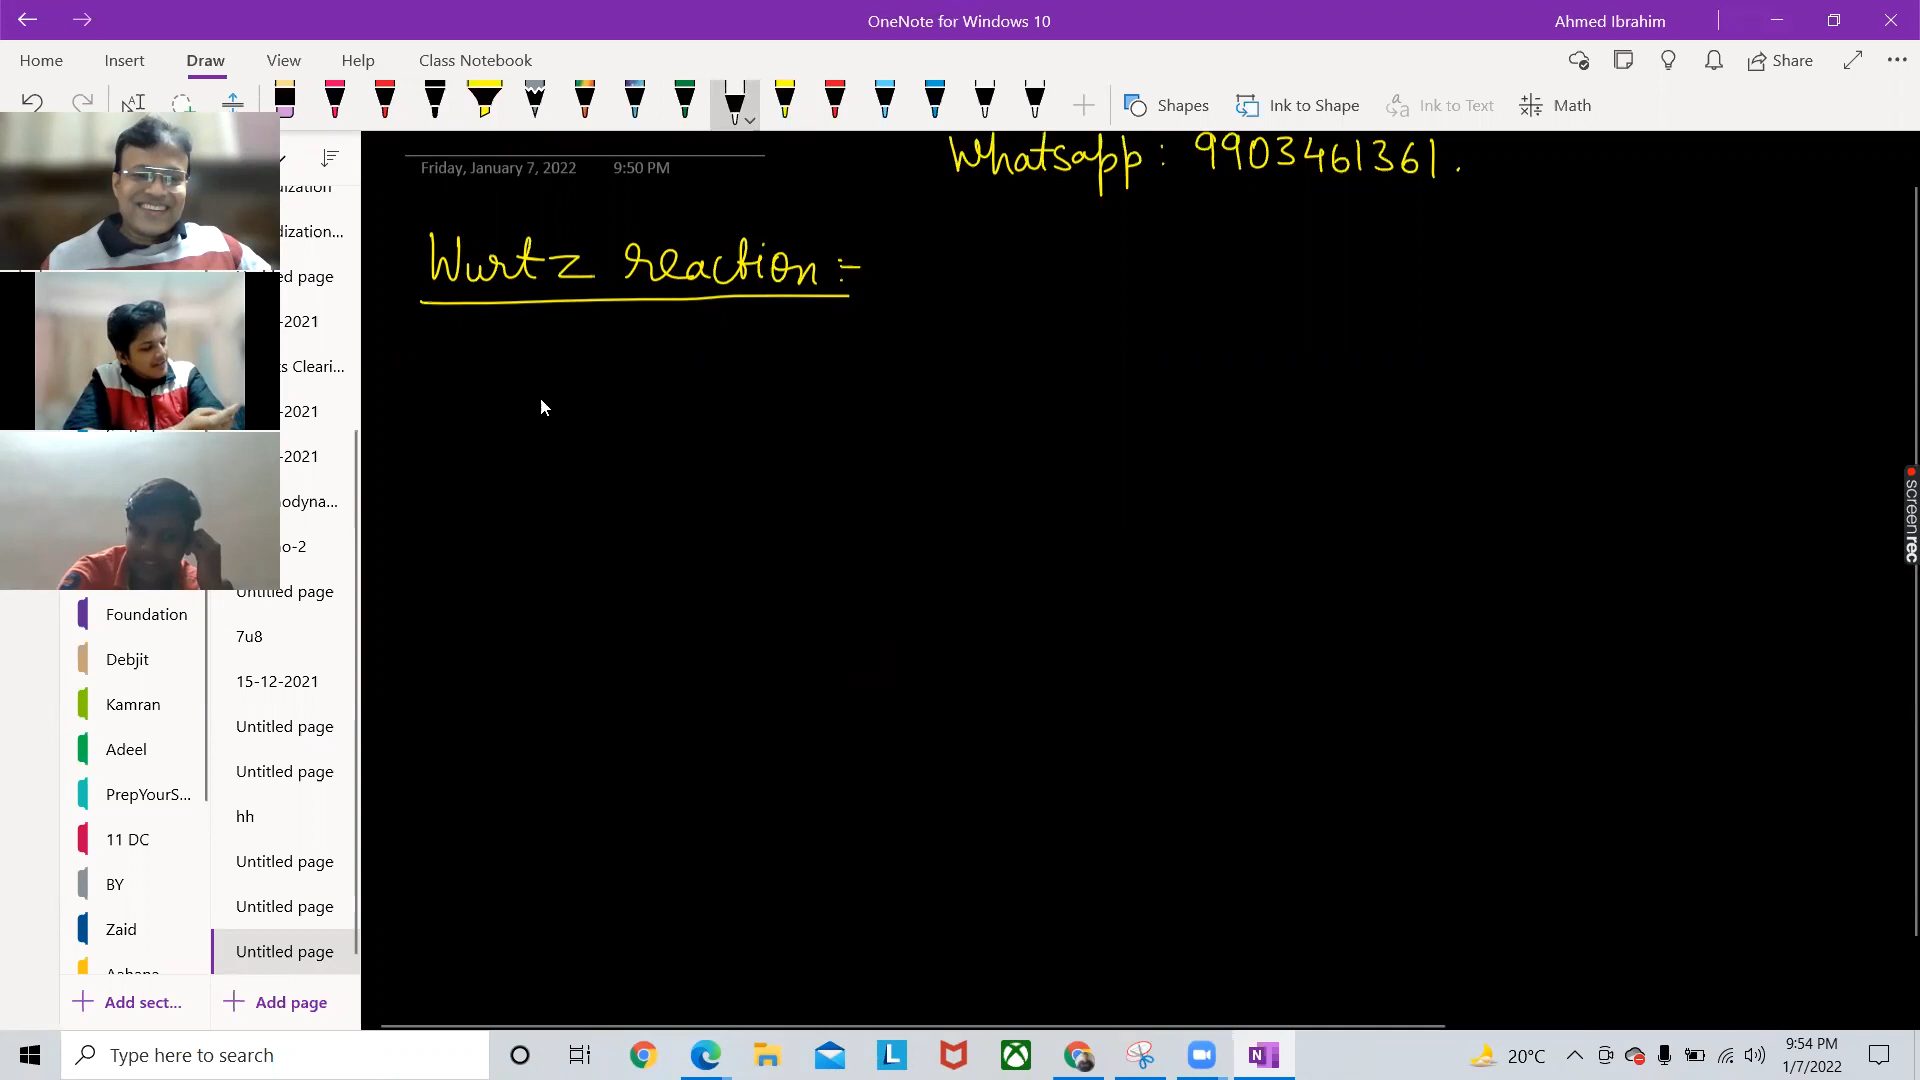 OneNote for Windows 10
Ahmed Ibrahim
Home Insert Draw View Help Class Notebook
Share
Shapes Ink to Shape Ink to Text Math
Friday, January 7, 2022 9:50 PM
Whatsapp : 9903461361.
Wurtz reaction :-
dization...
ed page
-2021
ts Cleari...
-2021
-2021
odyna...
o-2
Untitled page
7u8
15-12-2021
Untitled page
Untitled page
hh
Untitled page
Untitled page
Untitled page
Foundation
Debjit
Kamran
Adeel
PrepYourS...
11 DC
BY
Zaid
Add sect...
Add page
screenrec
Type here to search
20°C
9:54 PM
1/7/2022